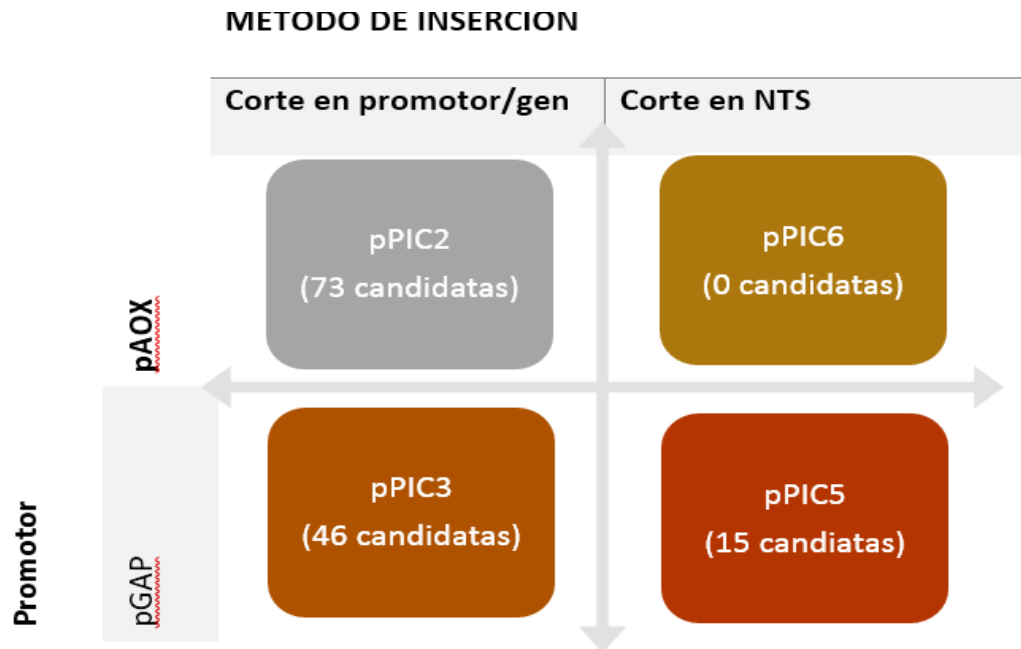 METODO DE INSERCION
Corte en promotor/gen
Corte en NTS
pPIC2
(73 candidatas)
pPIC6
(0 candidatas)
pAOX
pPIC3
(46 candidatas)
pPIC5
(15 candiatas)
pGAP
Promotor